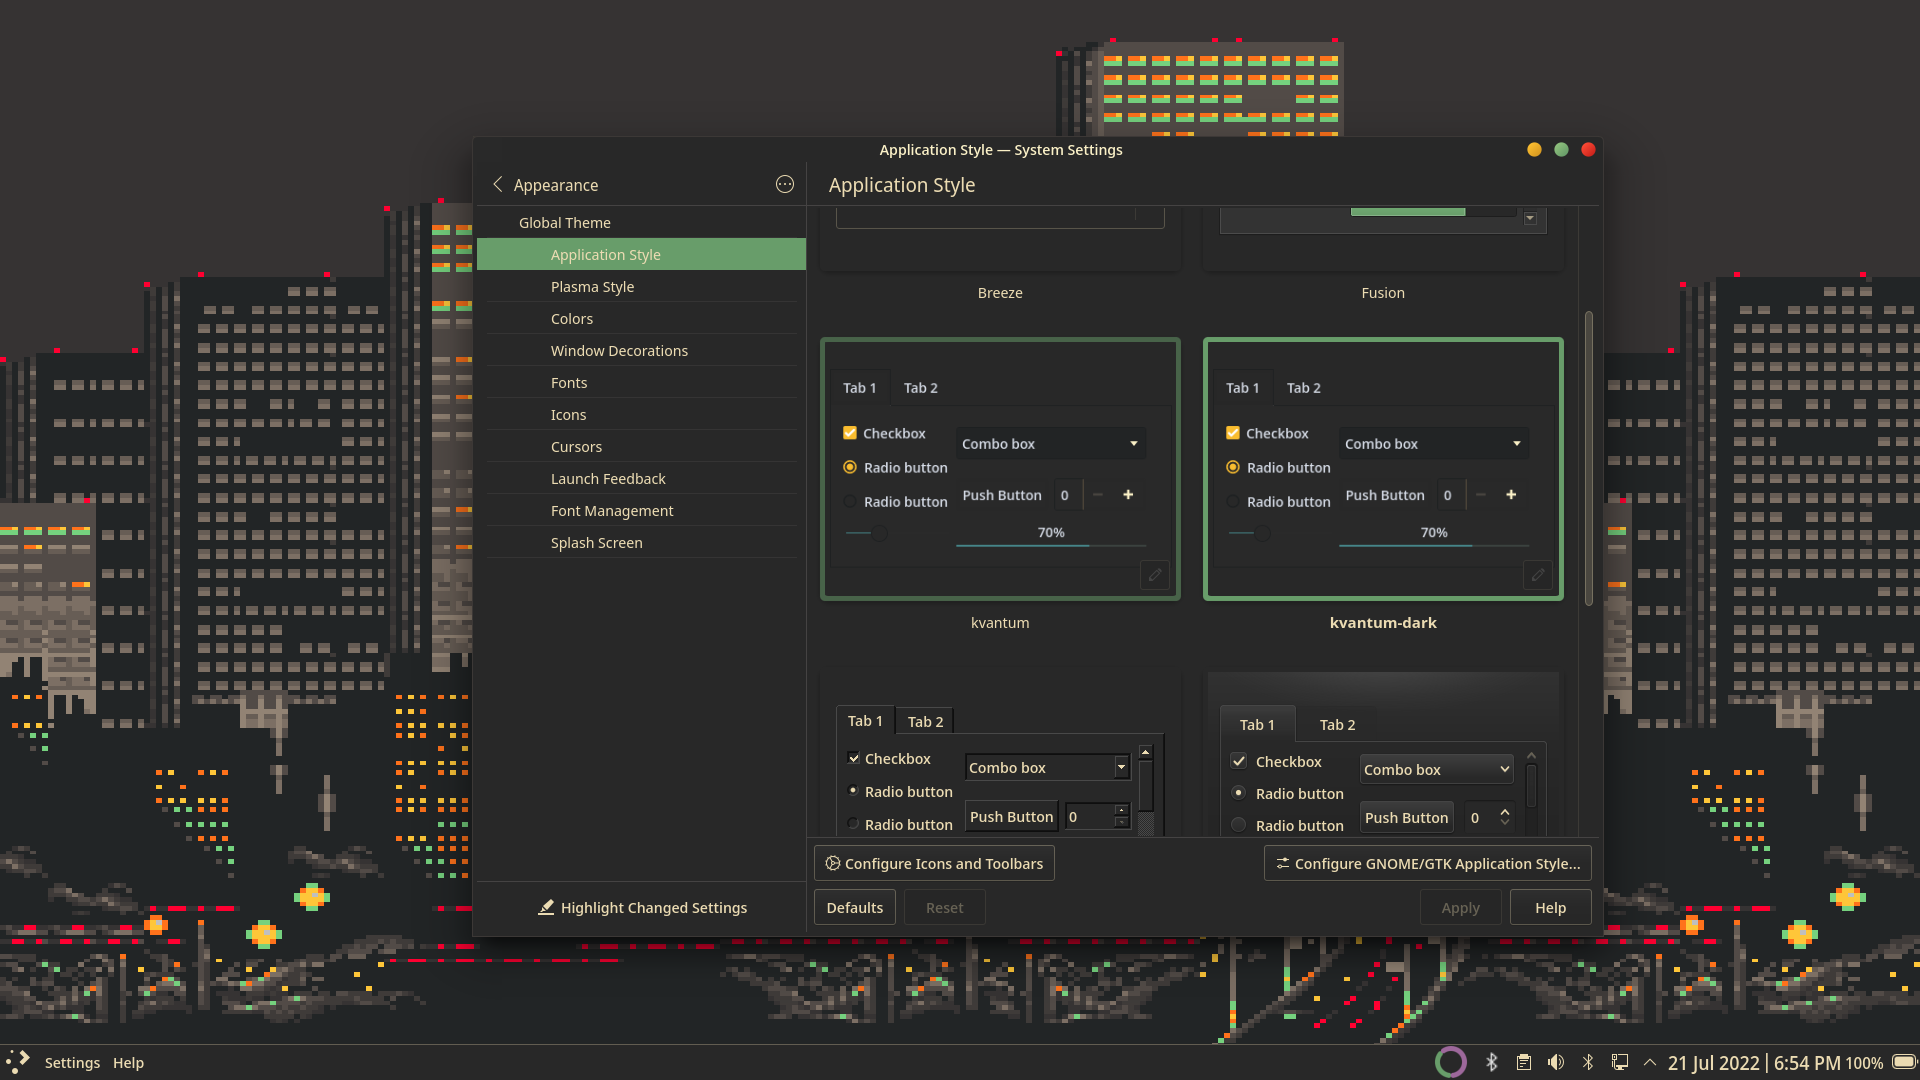 Application Style — System Settings
Appearance
Application Style
Global Theme
Application Style
Plasma Style
Colors
Window Decorations
Fonts
Icons
Cursors
Launch Feedback
Font Management
Splash Screen
Highlight Changed Settings
Breeze
Fusion
Tab 1 Tab 2
Checkbox
Combo box
Radio button
Push Button 0
Radio button
70%
kvantum
Tab 1 Tab 2
Checkbox
Combo box
Radio button
Push Button 0
Radio button
70%
kvantum-dark
Tab 1 Tab 2
Checkbox
Combo box
Radio button
Push Button 0
Radio button
Tab 1 Tab 2
Checkbox
Combo box
Radio button
Push Button 0
Radio button
Configure Icons and Toolbars
Configure GNOME/GTK Application Style...
Defaults Reset Apply Help
Settings Help
21 Jul 2022 | 6:54 PM 100%